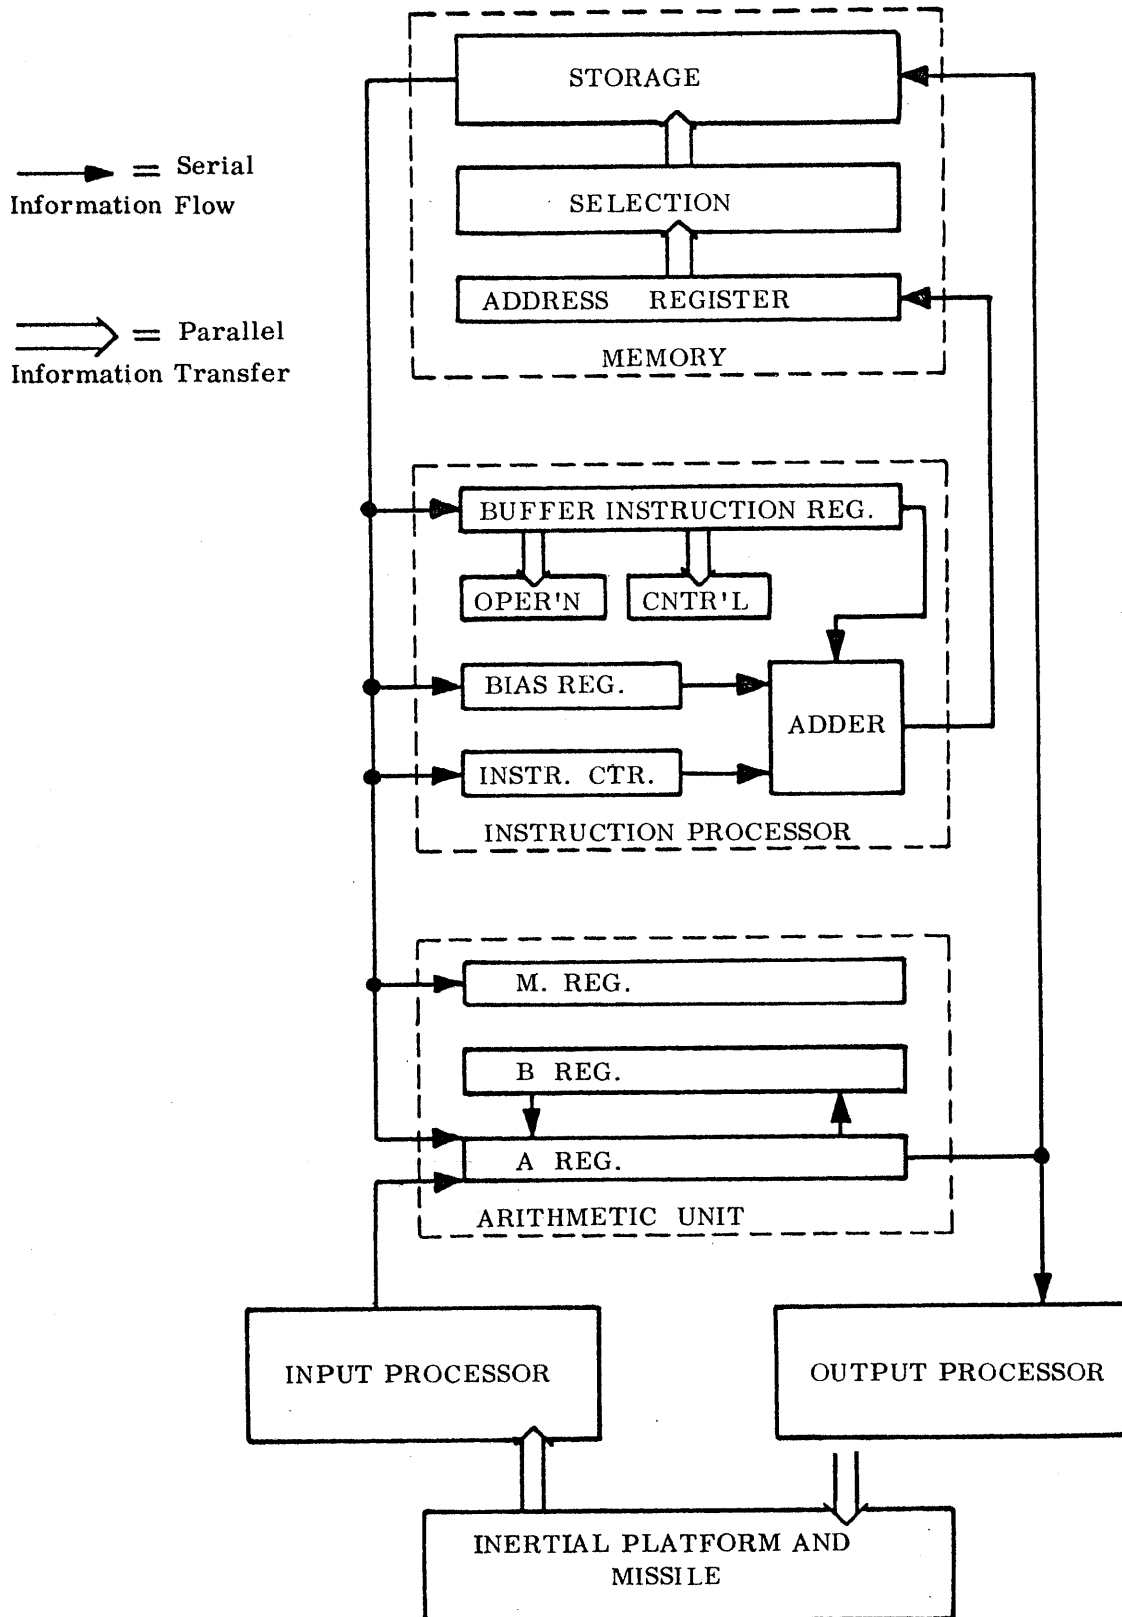 STORAGE
= Serial
Information Flow
SELECTION
ADDRESS REGISTER
= Parallel
Information Transfer
MEMORY
BUFFER INSTRUCTION REG.
OPER'N
CNTR'L
BIAS REG.
ADDER
INSTR. CTR.
INSTRUCTION PROCESSOR
M. REG.
B REG.
A REG.
ARITHMETIC UNIT
INPUT PROCESSOR
OUTPUT PROCESSOR
INERTIAL PLATFORM AND
MISSILE